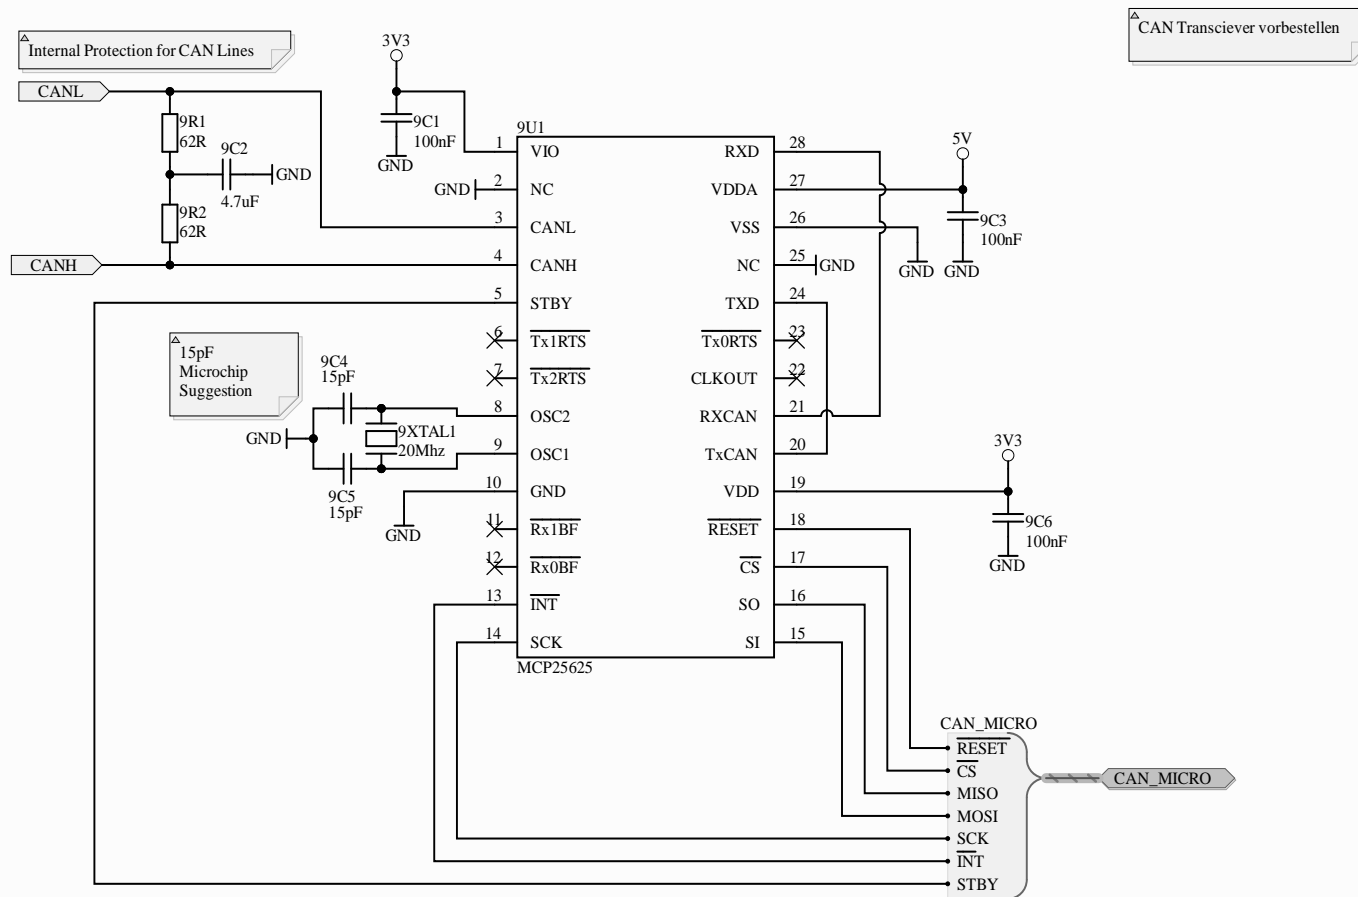 CAN Transciever vorbestellen
Internal Protection for CAN Lines
3V3
CANL
9R1
62R
9C2
4.7uF
GND
9R2
62R
CANH
9C1
100nF
GND
9U1
1 VIO
GND 2 NC
3 CANL
4 CANH
5 STBY
6 Tx1RTS
7 Tx2RTS
8 OSC2
9 OSC1
10 GND
11 Rx1BF
12 Rx0BF
13 INT
14 SCK
RXD 28
VDDA 27
VSS 26
NC 25 GND
TXD 24
Tx0RTS 23
CLKOUT 22
RXCAN 21
TxCAN 20
VDD 19
RESET 18
CS 17
SO 16
SI 15
MCP25625
5V
9C3
100nF
GND
GND
15pF
Microchip
Suggestion
9C4
15pF
GND
9XTAL1
20Mhz
9C5
15pF
GND
3V3
9C6
100nF
GND
CAN_MICRO
RESET
CS
MISO
MOSI
SCK
INT
STBY
CAN_MICRO